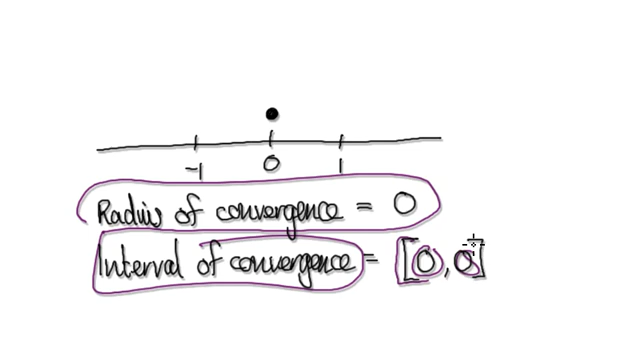 -1 0 1
Radius of convergence = 0
Interval of convergence = [0,0]